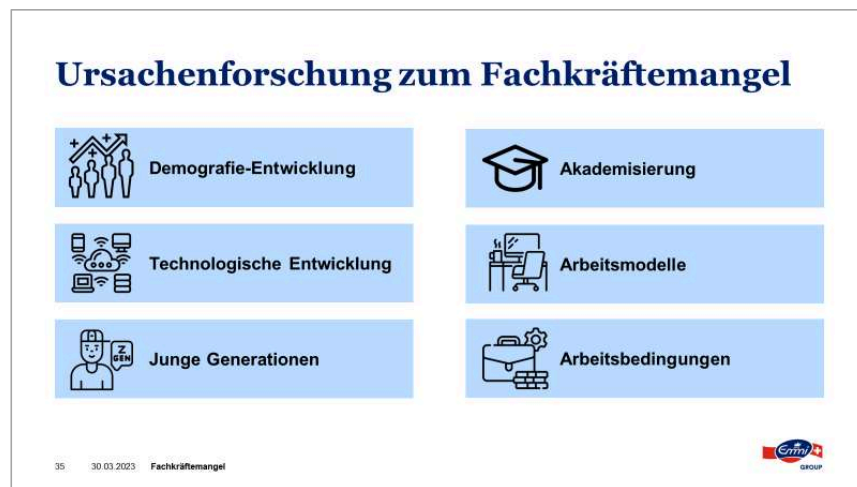 Ursachenforschung zum Fachkräftemangel
Demografie-Entwicklung
Akademisierung
Technologische Entwicklung
Arbeitsmodelle
Z
GEN
Junge Generationen
Arbeitsbedingungen
35 30.03.2023 Fachkräftemangel
Emmi
GROUP